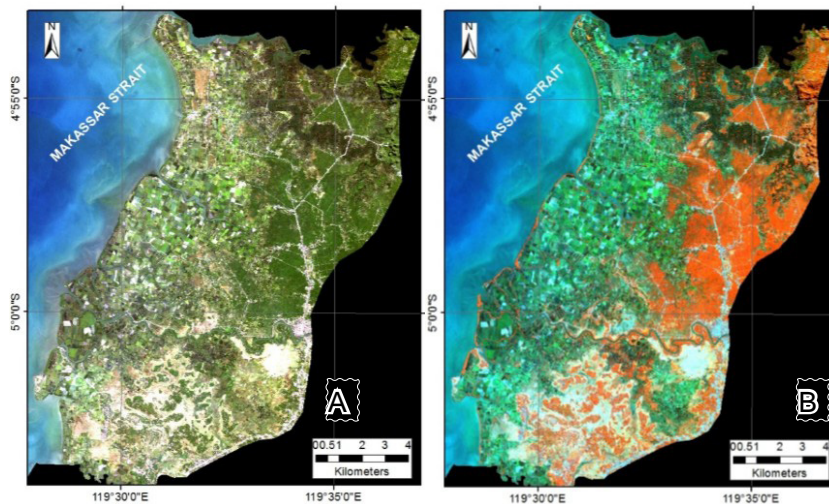 N
N
MAKASSAR STRAIT
MAKASSAR STRAIT
4°55'0"S
4°55'0"S
5°0'0"S
5°0'0"S
A
B
00.51 2 3 4
Kilometers
00.51 2 3 4
Kilometers
119°30'0"E
119°35'0"E
119°30'0"E
119°35'0"E